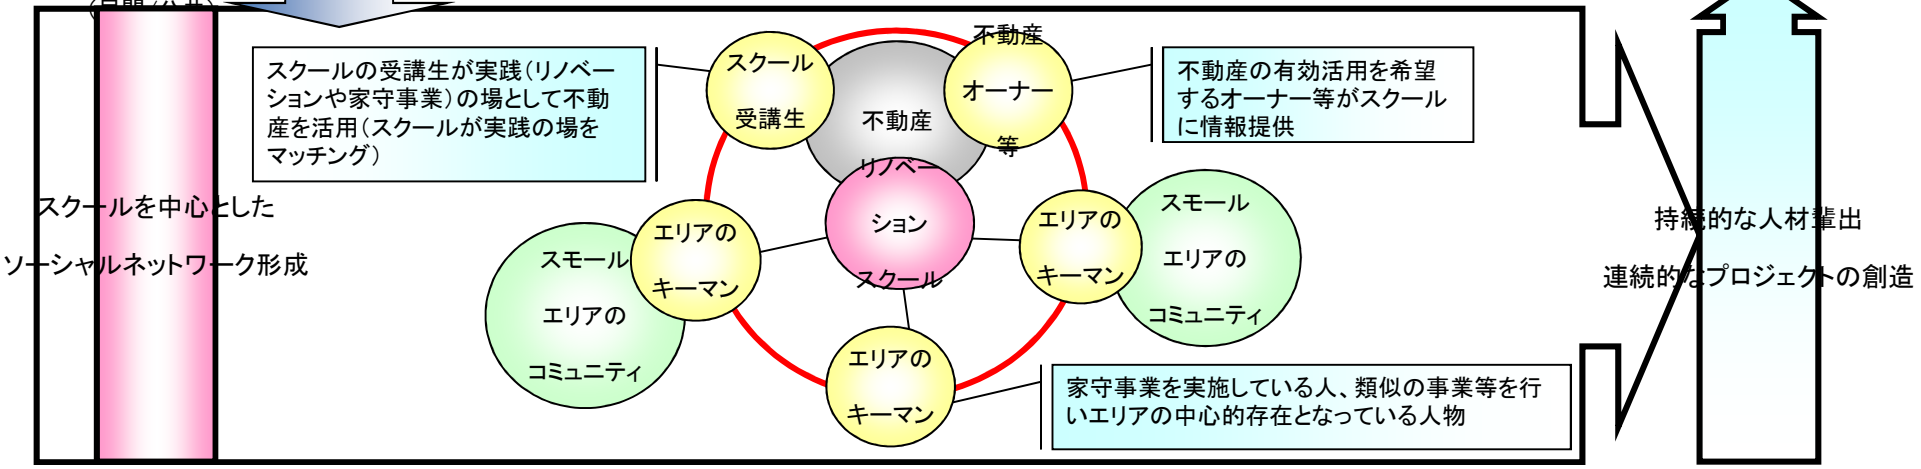 (民間/公共)
スクールの受講生が実践(リノベー
ションや家守事業)の場として不動
産を活用(スクールが実践の場を
マッチング)
スクール
受講生
不動産
不動産
オーナー
等
不動産の有効活用を希望
するオーナー等がスクール
に情報提供
スクールを中心とした
ソーシャルネットワーク形成
リノベー
ション
スクール
エリアの
キーマン
スモール
エリアの
コミュニティ
エリアの
キーマン
スモール
エリアの
コミュニティ
エリアの
キーマン
家守事業を実施している人、類似の事業等を行
いエリアの中心的存在となっている人物
持続的な人材輩出
連続的なプロジェクトの創造